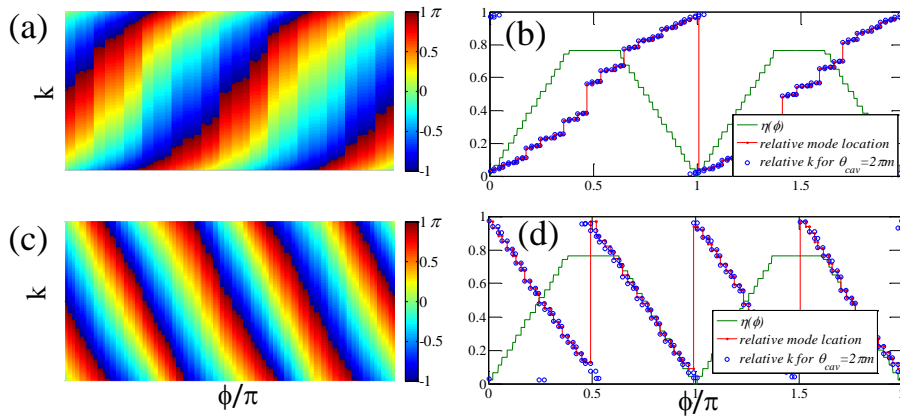 (a)
k
1 π
0.5
0
-0.5
-1
(b)
1
0.8
0.6
0.4
0.2
0
0
0.5
1
1.5
η(ϕ)
relative mode location
relative k for θcav=2πm
(c)
k
ϕ/π
1 π
0.5
0
-0.5
-1
(d)
1
0.8
0.6
0.4
0.2
0
0
0.5
1
1.5
ϕ/π
η(ϕ)
relative mode lcation
relative k for θcav=2πm